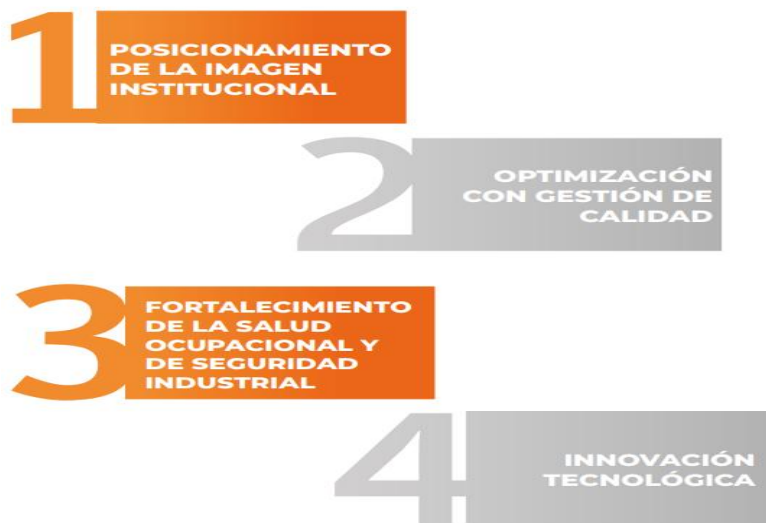 1
POSICIONAMIENTO
DE LA IMAGEN
INSTITUCIONAL
2
OPTIMIZACIÓN
CON GESTIÓN DE
CALIDAD
3
FORTALECIMIENTO
DE LA SALUD
OCUPACIONAL Y
DE SEGURIDAD
INDUSTRIAL
4
INNOVACIÓN
TECNOLÓGICA